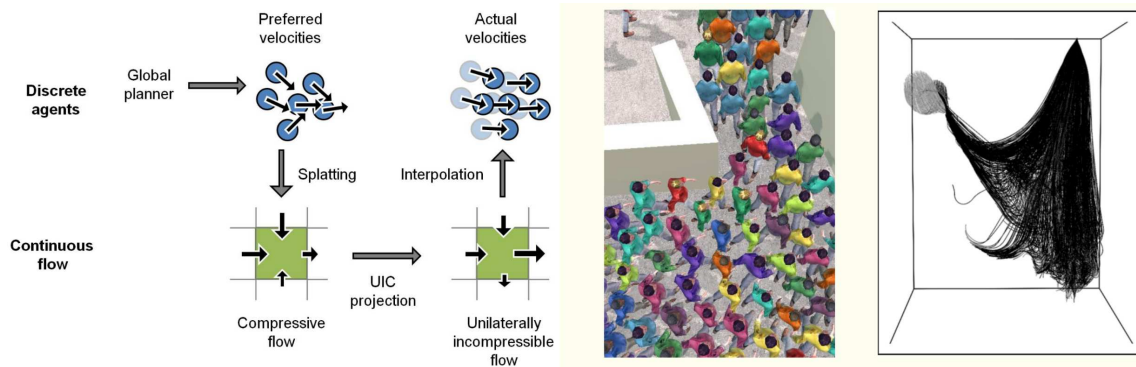 Preferred
velocities
Actual
velocities
Global
planner
Discrete
agents
Splatting
Interpolation
Continuous
flow
UIC
projection
Compressive
flow
Unilaterally
incompressible
flow